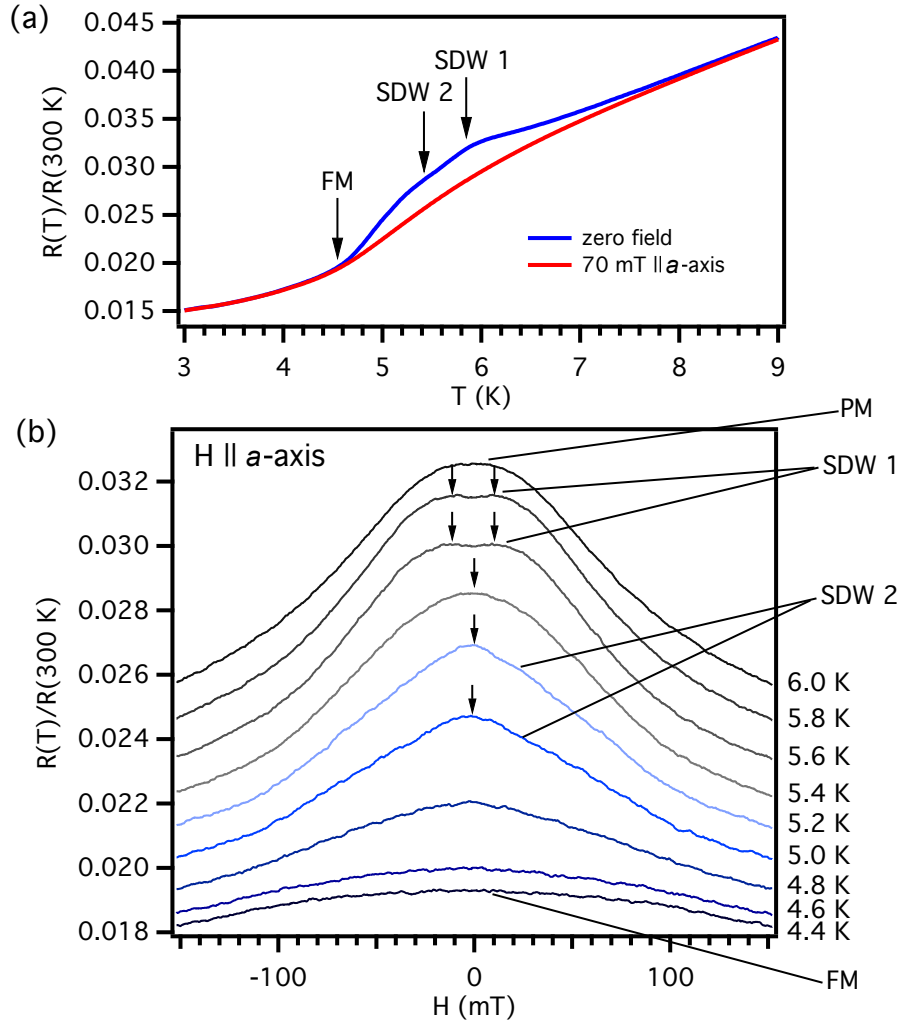 (a)
0.045
0.040
0.035
0.030
0.025
0.020
0.015
R(T)/R(300 K)
SDW 1
SDW 2
FM
zero field
70 mT || a-axis
3 4 5 6 7 8 9
T (K)
(b)
H || a-axis
PM
SDW 1
SDW 2
0.032
0.030
0.028
0.026
0.024
0.022
0.020
0.018
R(T)/R(300 K)
6.0 K
5.8 K
5.6 K
5.4 K
5.2 K
5.0 K
4.8 K
4.6 K
4.4 K
FM
-100 0 100
H (mT)